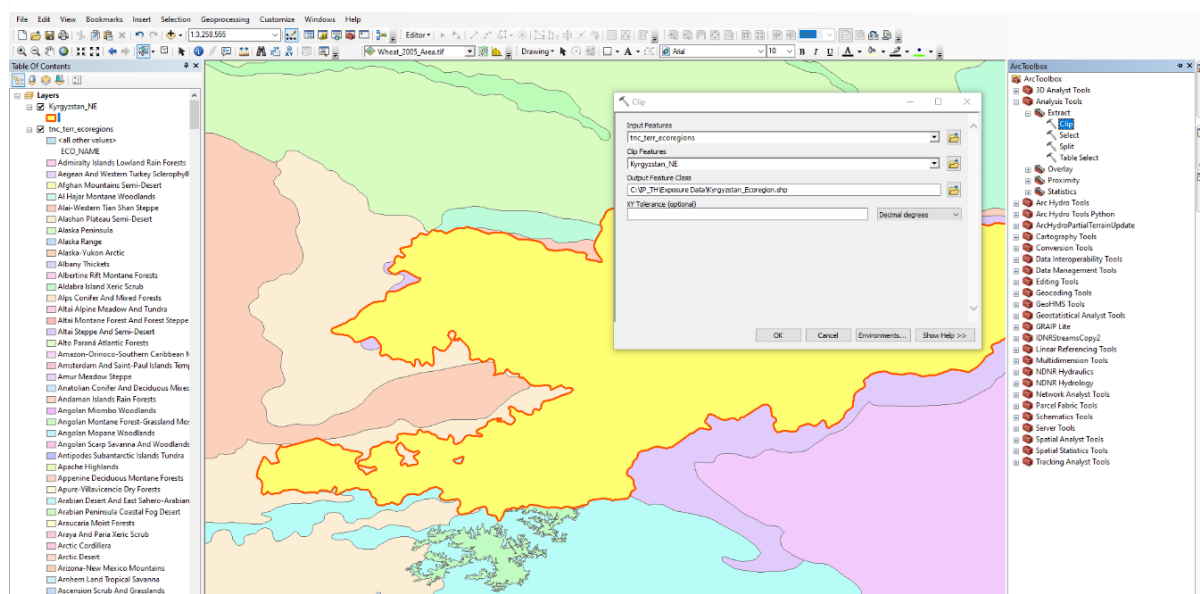 File Edit View Bookmarks Insert Selection Geoprocessing Customize Windows Help
1:3,258,555
Editor
Wheat_2005_Area.tif
Drawing
A
Arial
10
B I U A
Table Of Contents
Layers
Kyrgyzstan_NE
tnc_terr_ecoregions
<all other values>
ECO_NAME
Admiralty Islands Lowland Rain Forests
Aegean And Western Turkey Sclerophyll
Afghan Mountains Semi-Desert
Al Hajar Montane Woodlands
Alai-Western Tian Shan Steppe
Alashan Plateau Semi-Desert
Alaska Peninsula
Alaska Range
Alaska-Yukon Arctic
Albany Thickets
Albertine Rift Montane Forests
Aldabra Island Xeric Scrub
Alps Conifer And Mixed Forests
Altai Alpine Meadow And Tundra
Altai Montane Forest And Forest Steppe
Altai Steppe And Semi-Desert
Alto Paraná Atlantic Forests
Amazon-Orinoco-Southern Caribbean M
Amsterdam And Saint-Paul Islands Temp
Amur Meadow Steppe
Anatolian Conifer And Deciduous Mixed
Andaman Islands Rain Forests
Angolan Miombo Woodlands
Angolan Montane Forest-Grassland Mos
Angolan Mopane Woodlands
Angolan Scarp Savanna And Woodlands
Antipodes Subantarctic Islands Tundra
Apache Highlands
Appenine Deciduous Montane Forests
Apure-Villavicencio Dry Forests
Arabian Desert And East Sahero-Arabian
Arabian Peninsula Coastal Fog Desert
Araucaria Moist Forests
Araya And Paria Xeric Scrub
Arctic Cordillera
Arctic Desert
Arizona-New Mexico Mountains
Arnhem Land Tropical Savanna
Ascension Scrub And Grasslands
Clip
Input Features
tnc_terr_ecoregions
Clip Features
Kyrgyzstan_NE
Output Feature Class
C:\IP_TH\Exposure Data\Kyrgyzstan_Ecoregion.shp
XY Tolerance (optional)
Decimal degrees
OK Cancel Environments... Show Help >>
ArcToolbox
ArcToolbox
3D Analyst Tools
Analysis Tools
Extract
Clip
Select
Split
Table Select
Overlay
Proximity
Statistics
Arc Hydro Tools
Arc Hydro Tools Python
ArcHydroPartialTerrainUpdate
Cartography Tools
Conversion Tools
Data Interoperability Tools
Data Management Tools
Editing Tools
Geocoding Tools
GeoHMS Tools
Geostatistical Analyst Tools
GRAIP Lite
IDNRStreamsCopy2
Linear Referencing Tools
Multidimension Tools
NDNR Hydraulics
NDNR Hydrology
Network Analyst Tools
Parcel Fabric Tools
Schematics Tools
Server Tools
Spatial Analyst Tools
Spatial Statistics Tools
Tracking Analyst Tools